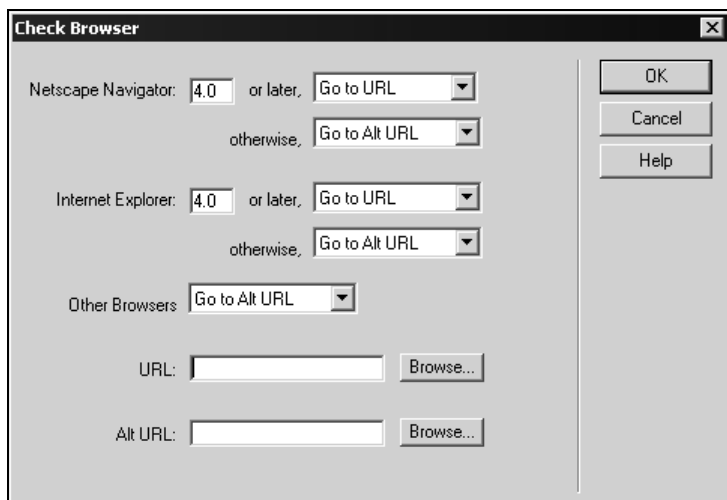 Check Browser
Netscape Navigator: 4.0 or later, Go to URL
otherwise, Go to Alt URL
Internet Explorer: 4.0 or later, Go to URL
otherwise, Go to Alt URL
Other Browsers Go to Alt URL
URL: Browse...
Alt URL: Browse...
OK
Cancel
Help